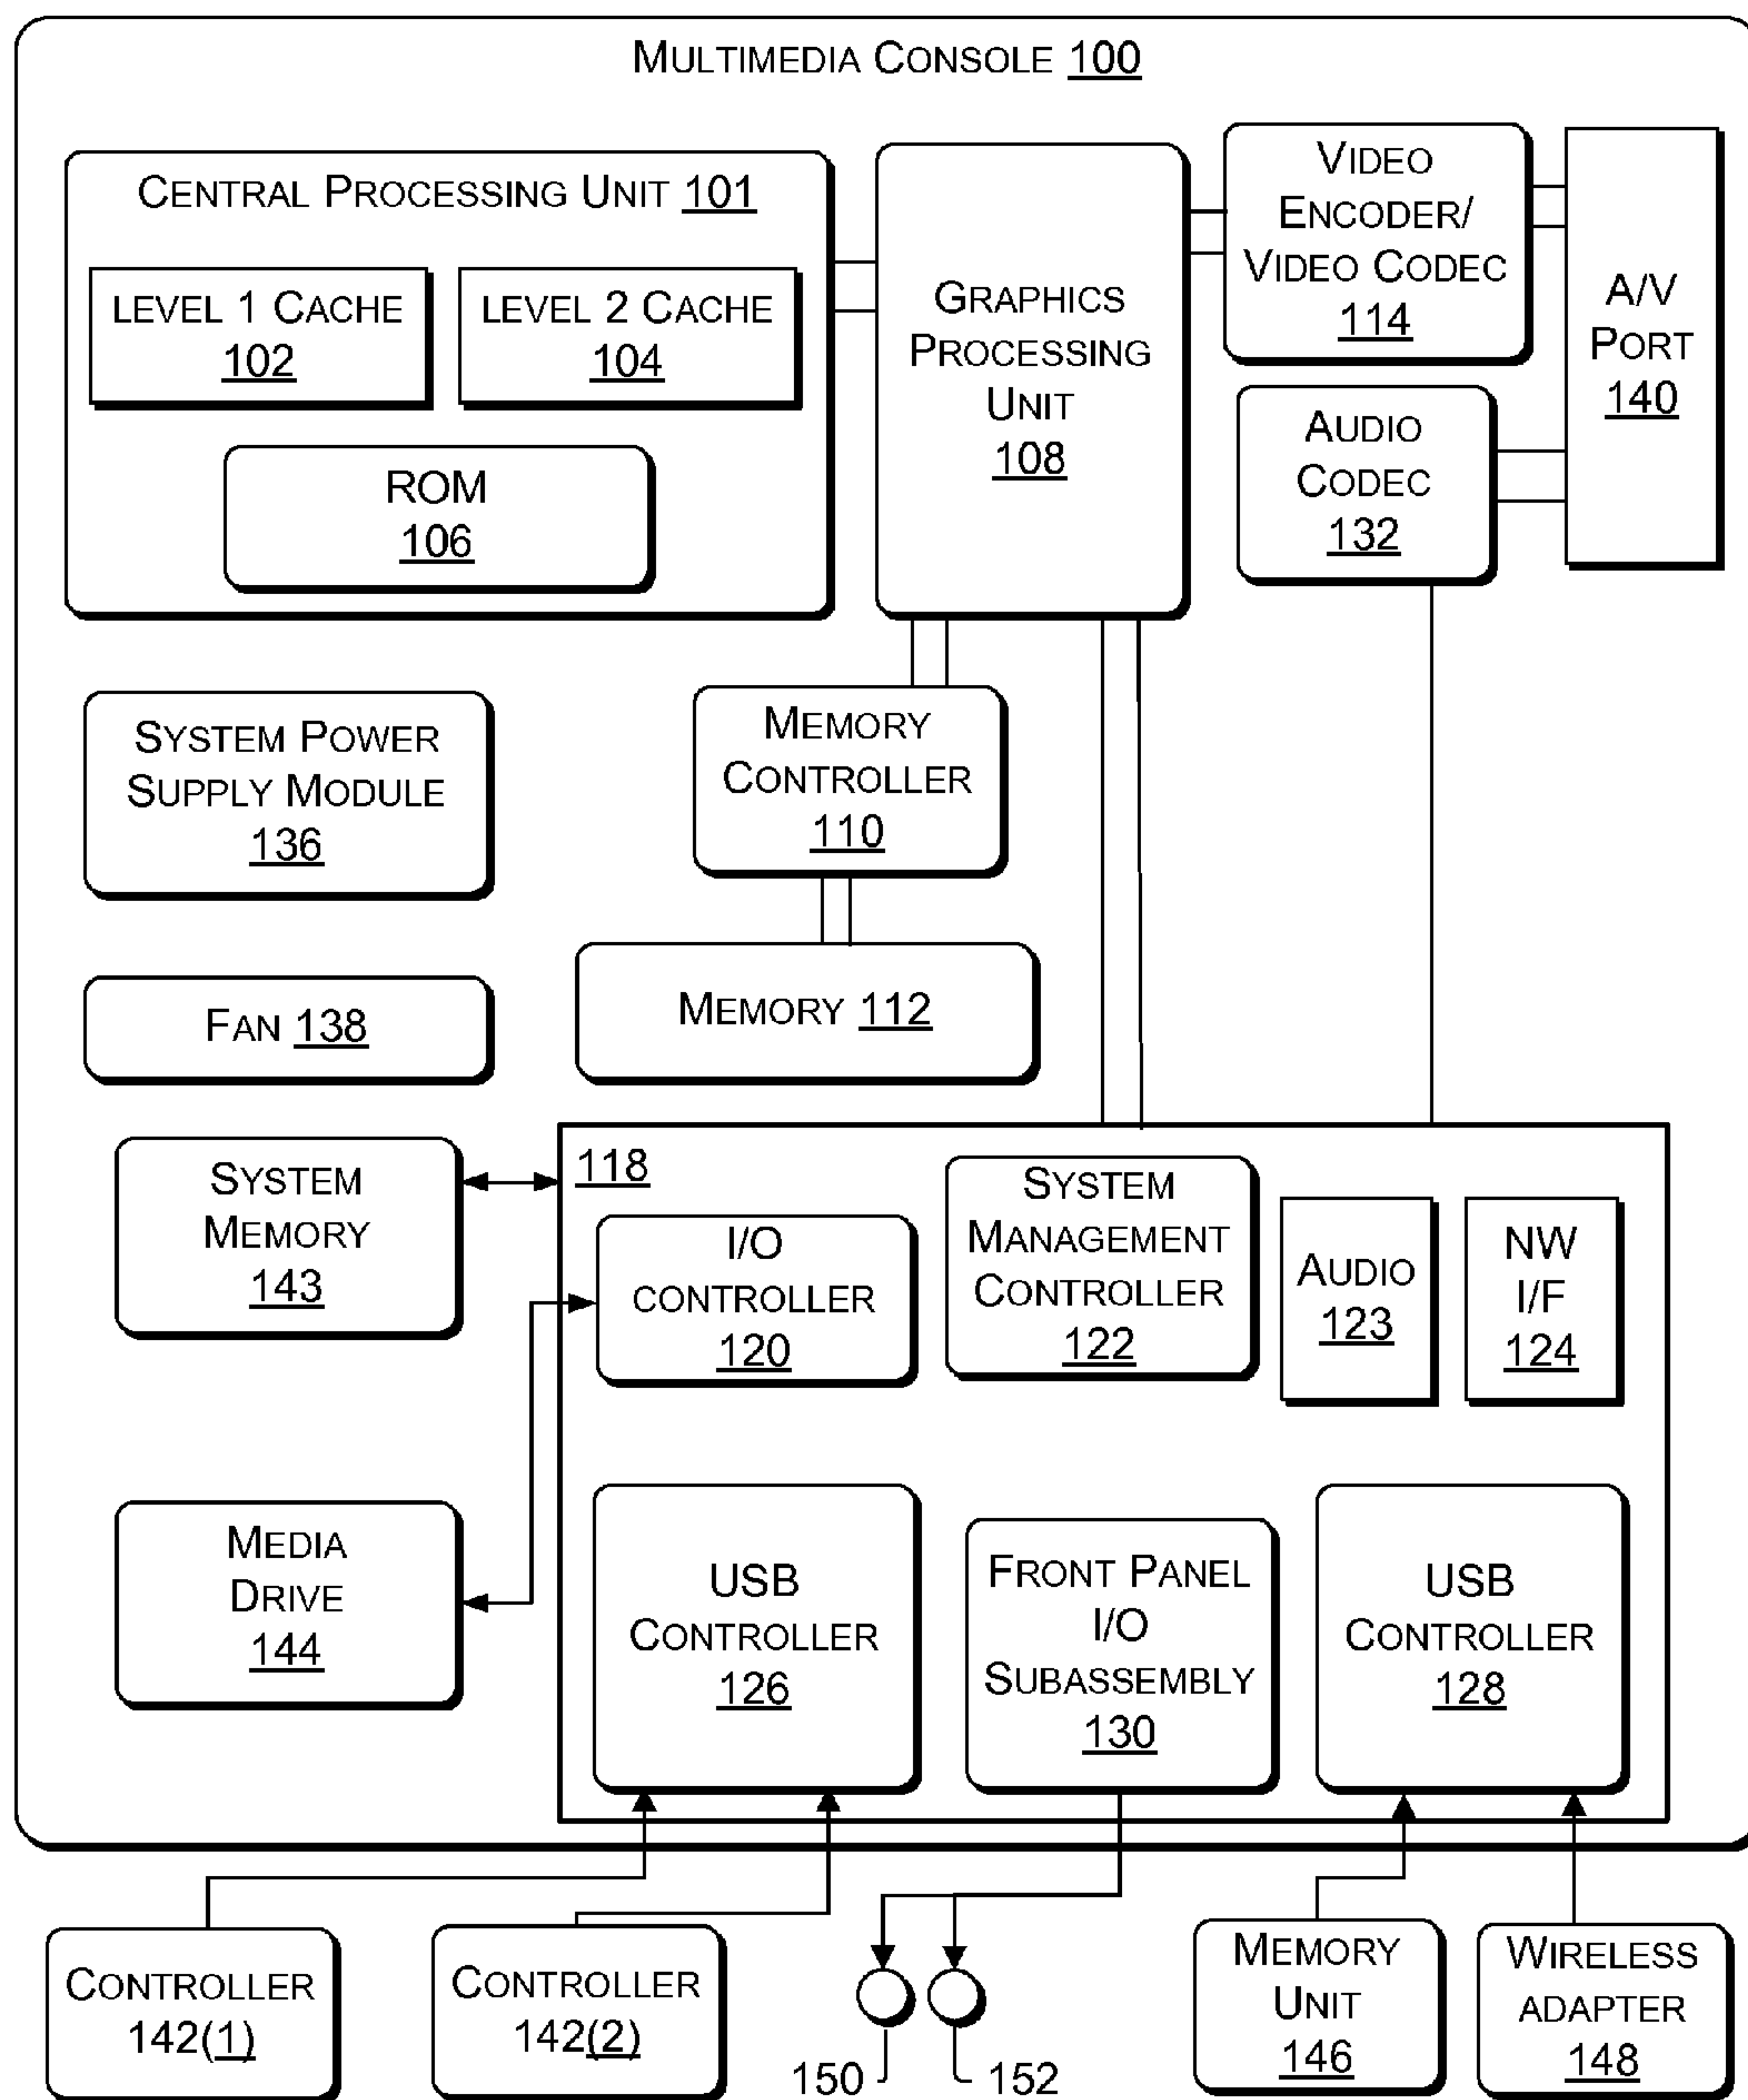 MULTIMEDIA CONSOLE 100
CENTRAL PROCESSING UNIT 101
LEVEL 1 CACHE
102
LEVEL 2 CACHE
104
ROM
106
GRAPHICS
PROCESSING
UNIT
108
VIDEO
ENCODER/
VIDEO CODEC
114
A/V
PORT
140
AUDIO
CODEC
132
SYSTEM POWER
SUPPLY MODULE
136
MEMORY
CONTROLLER
110
FAN 138
MEMORY 112
SYSTEM
MEMORY
143
118
I/O
CONTROLLER
120
SYSTEM
MANAGEMENT
CONTROLLER
122
AUDIO
123
NW
I/F
124
MEDIA
DRIVE
144
USB
CONTROLLER
126
FRONT PANEL
I/O
SUBASSEMBLY
130
USB
CONTROLLER
128
CONTROLLER
142(1)
CONTROLLER
142(2)
150
152
MEMORY
UNIT
146
WIRELESS
ADAPTER
148